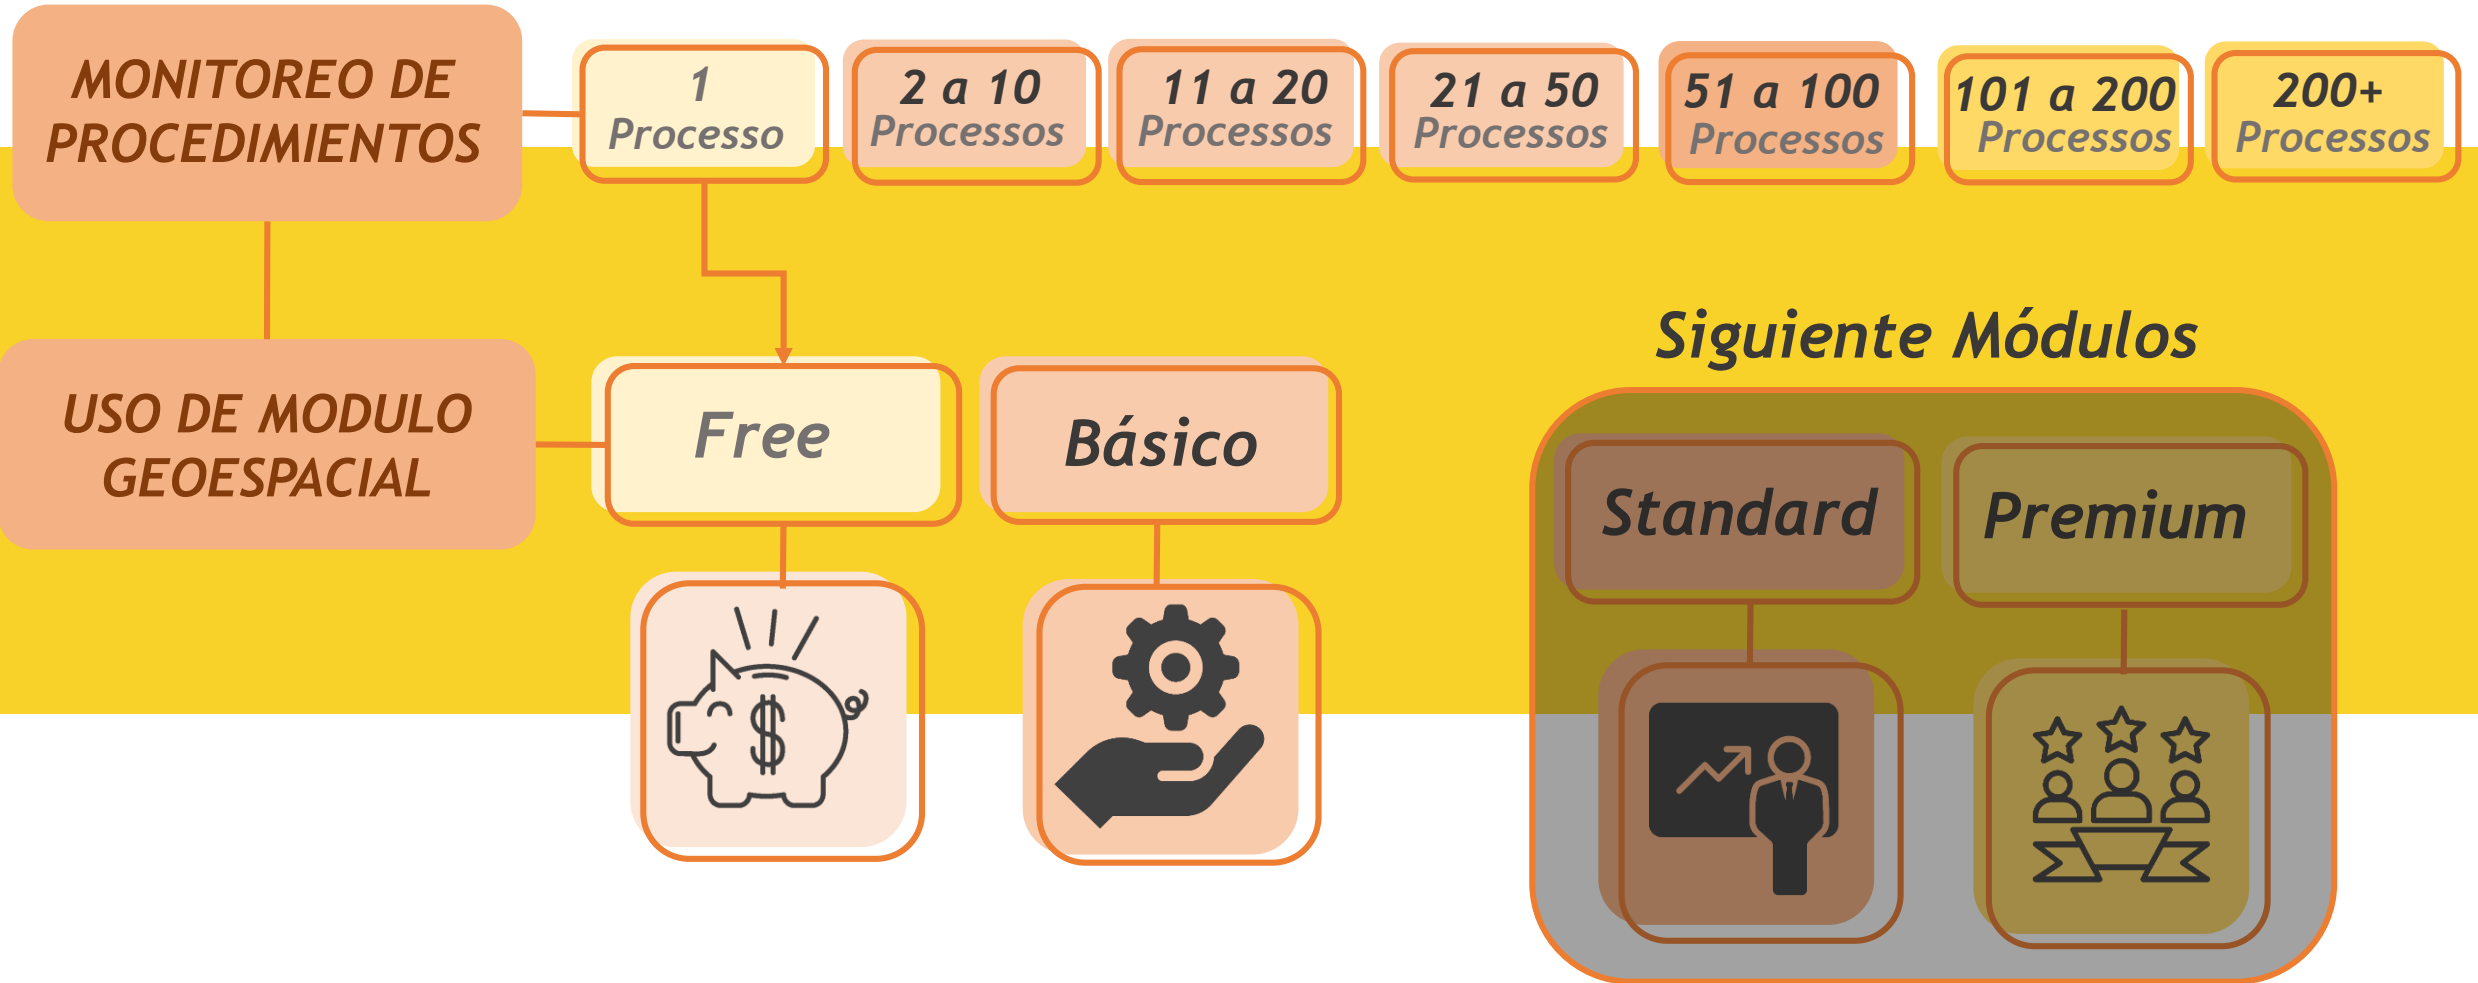 MONITOREO DE
PROCEDIMIENTOS
1
Processo
2 a 10
Processos
11 a 20
Processos
21 a 50
Processos
51 a 100
Processos
101 a 200
Processos
200+
Processos
Siguiente Módulos
USO DE MODULO
GEOESPACIAL
Free
Básico
Standard
Premium
$